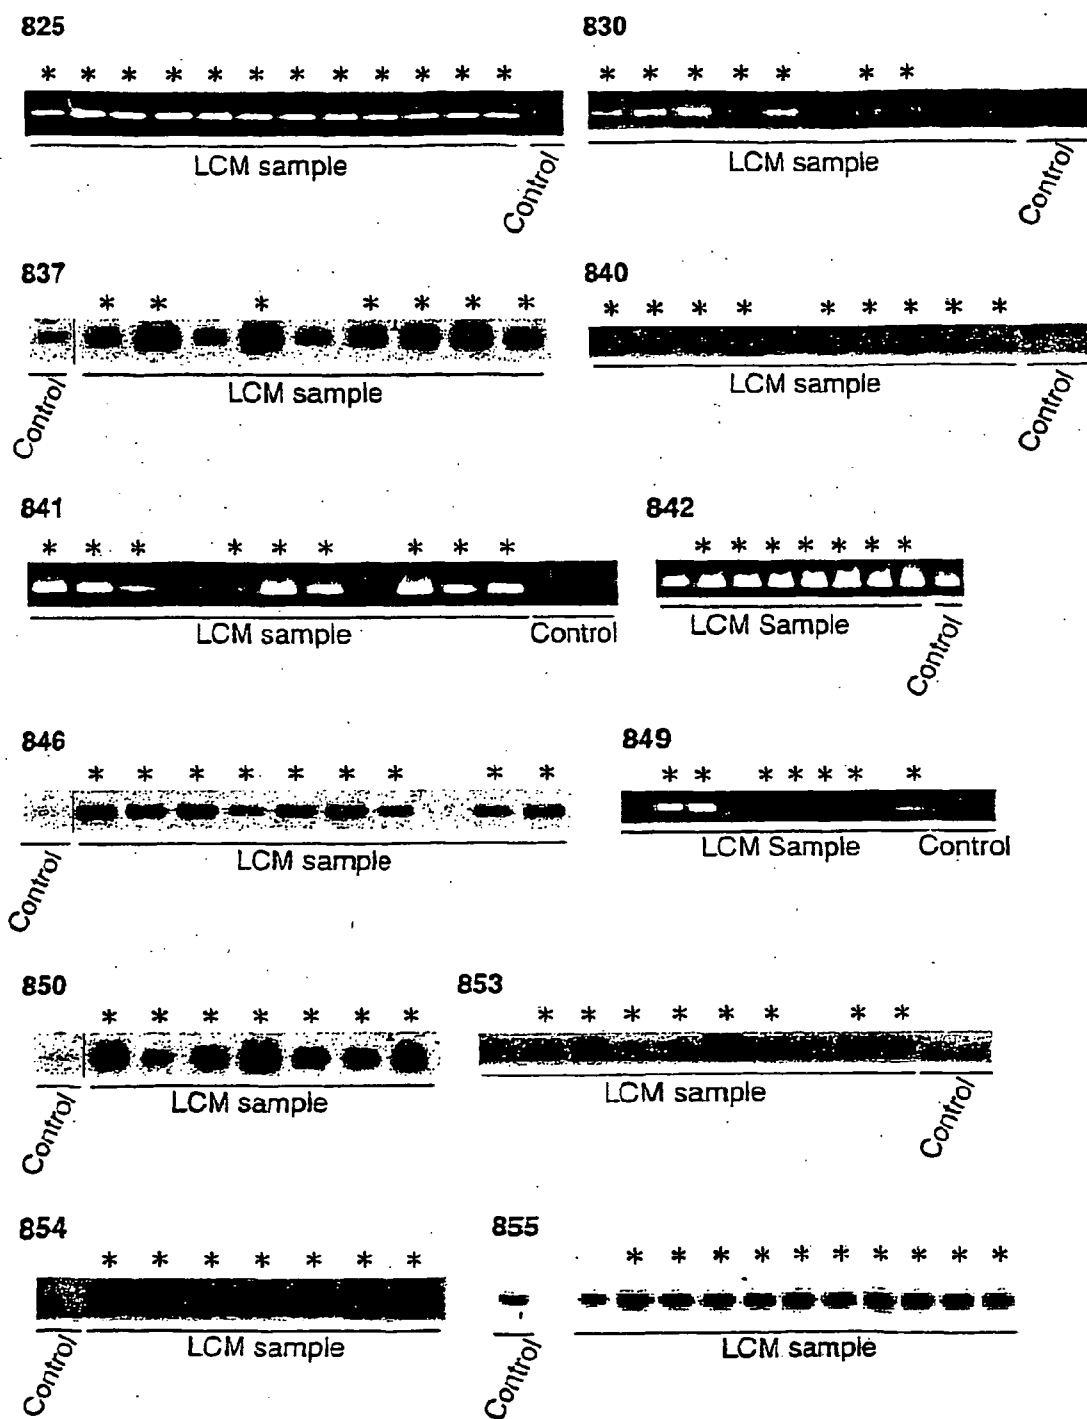 825 830
* * * * * * * * * * * * * * * * * * *
LCM sample Control LCM sample Control
837 840
* * * * * * * * * * * * * * * *
Control LCM sample LCM sample Control
841 842
* * * * * * * * * * * * * * * *
LCM sample Control LCM Sample Control
846 849
* * * * * * * * * * * * * * * *
Control LCM sample LCM Sample Control
850 853
* * * * * * * * * * * * * * *
Control LCM sample LCM sample Control
854 855
* * * * * * * * * * * * * * * * *
Control LCM sample Control LCM sample